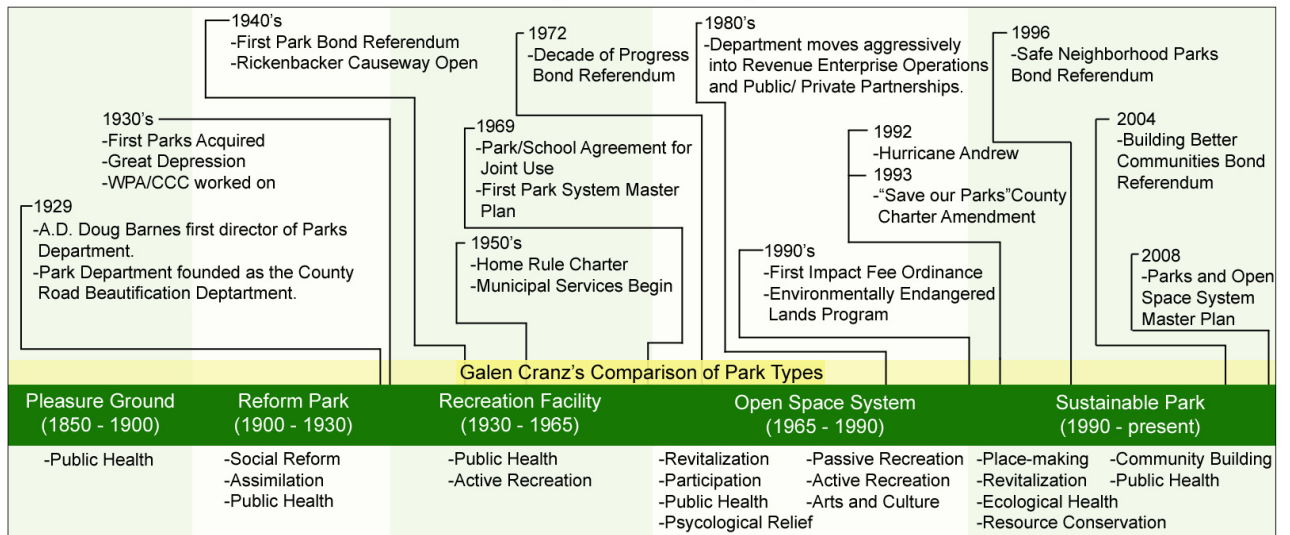 1940's
-First Park Bond Referendum
-Rickenbacker Causeway Open
1972
-Decade of Progress
Bond Referendum
1980's
-Department moves aggressively
into Revenue Enterprise Operations
and Public/ Private Partnerships.
1996
-Safe Neighborhood Parks
Bond Referendum
1930's
-First Parks Acquired
-Great Depression
-WPA/CCC worked on
1969
-Park/School Agreement for
Joint Use
-First Park System Master
Plan
1992
-Hurricane Andrew
1993
-"Save our Parks"County
Charter Amendment
2004
-Building Better
Communities Bond
Referendum
1929
-A.D. Doug Barnes first director of Parks
Department.
-Park Department founded as the County
Road Beautification Deptartment.
1950's
-Home Rule Charter
-Municipal Services Begin
1990's
-First Impact Fee Ordinance
-Environmentally Endangered
Lands Program
2008
-Parks and Open
Space System
Master Plan
Galen Cranz's Comparison of Park Types
Pleasure Ground
(1850 - 1900)
-Public Health
Reform Park
(1900 - 1930)
-Social Reform
-Assimilation
-Public Health
Recreation Facility
(1930 - 1965)
-Public Health
-Active Recreation
Open Space System
(1965 - 1990)
-Revitalization
-Participation
-Public Health
-Psycological Relief
-Passive Recreation
-Active Recreation
-Arts and Culture
Sustainable Park
(1990 - present)
-Place-making
-Revitalization
-Ecological Health
-Resource Conservation
-Community Building
-Public Health